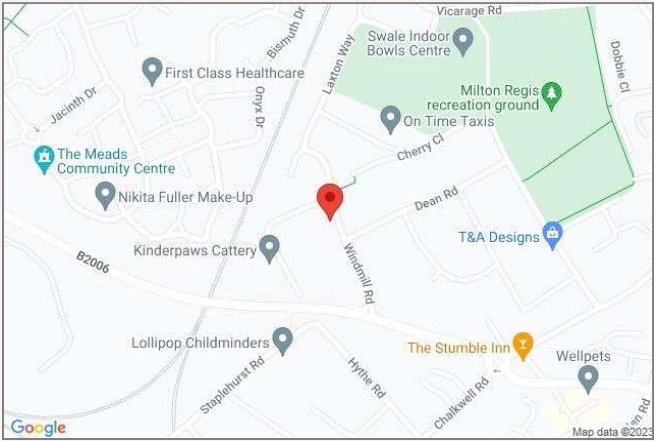 Vicarage Rd
Bismuth Dr
Laxton Way
Swale Indoor
Bowls Centre
Dobbie Cl
First Class Healthcare
Jacinth Dr
Onyx Dr
Milton Regis
recreation ground
On Time Taxis
The Meads
Community Centre
Cherry Cl
Nikita Fuller Make-Up
Dean Rd
Kinderpaws Cattery
T&A Designs
B2006
Windmill Rd
Lollipop Childminders
The Stumble Inn
Wellpets
Staplehurst Rd
Hythe Rd
Chalkwell Rd
Rd
Google
Map data ©2023